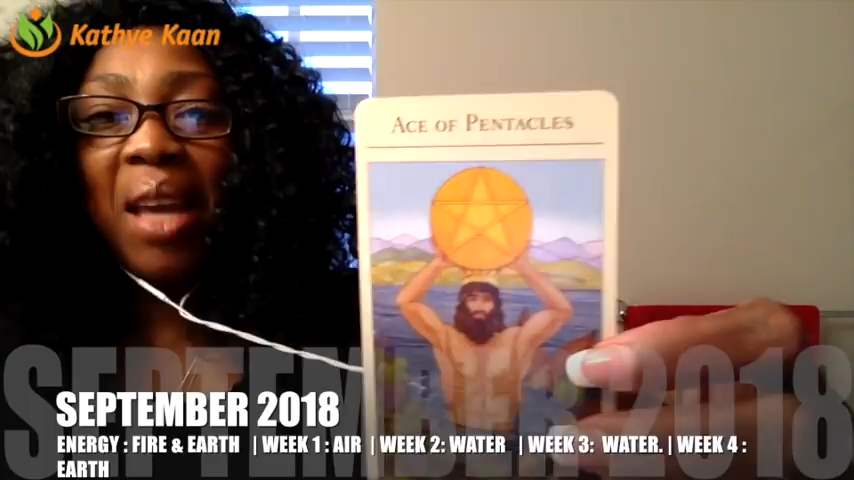 Kathye Kaan
ACE OF PENTACLES
SEPTEMBER 2018
SEPTEMBER 2018
ENERGY : FIRE & EARTH | WEEK 1 : AIR | WEEK 2: WATER | WEEK 3: WATER. | WEEK 4 :
EARTH